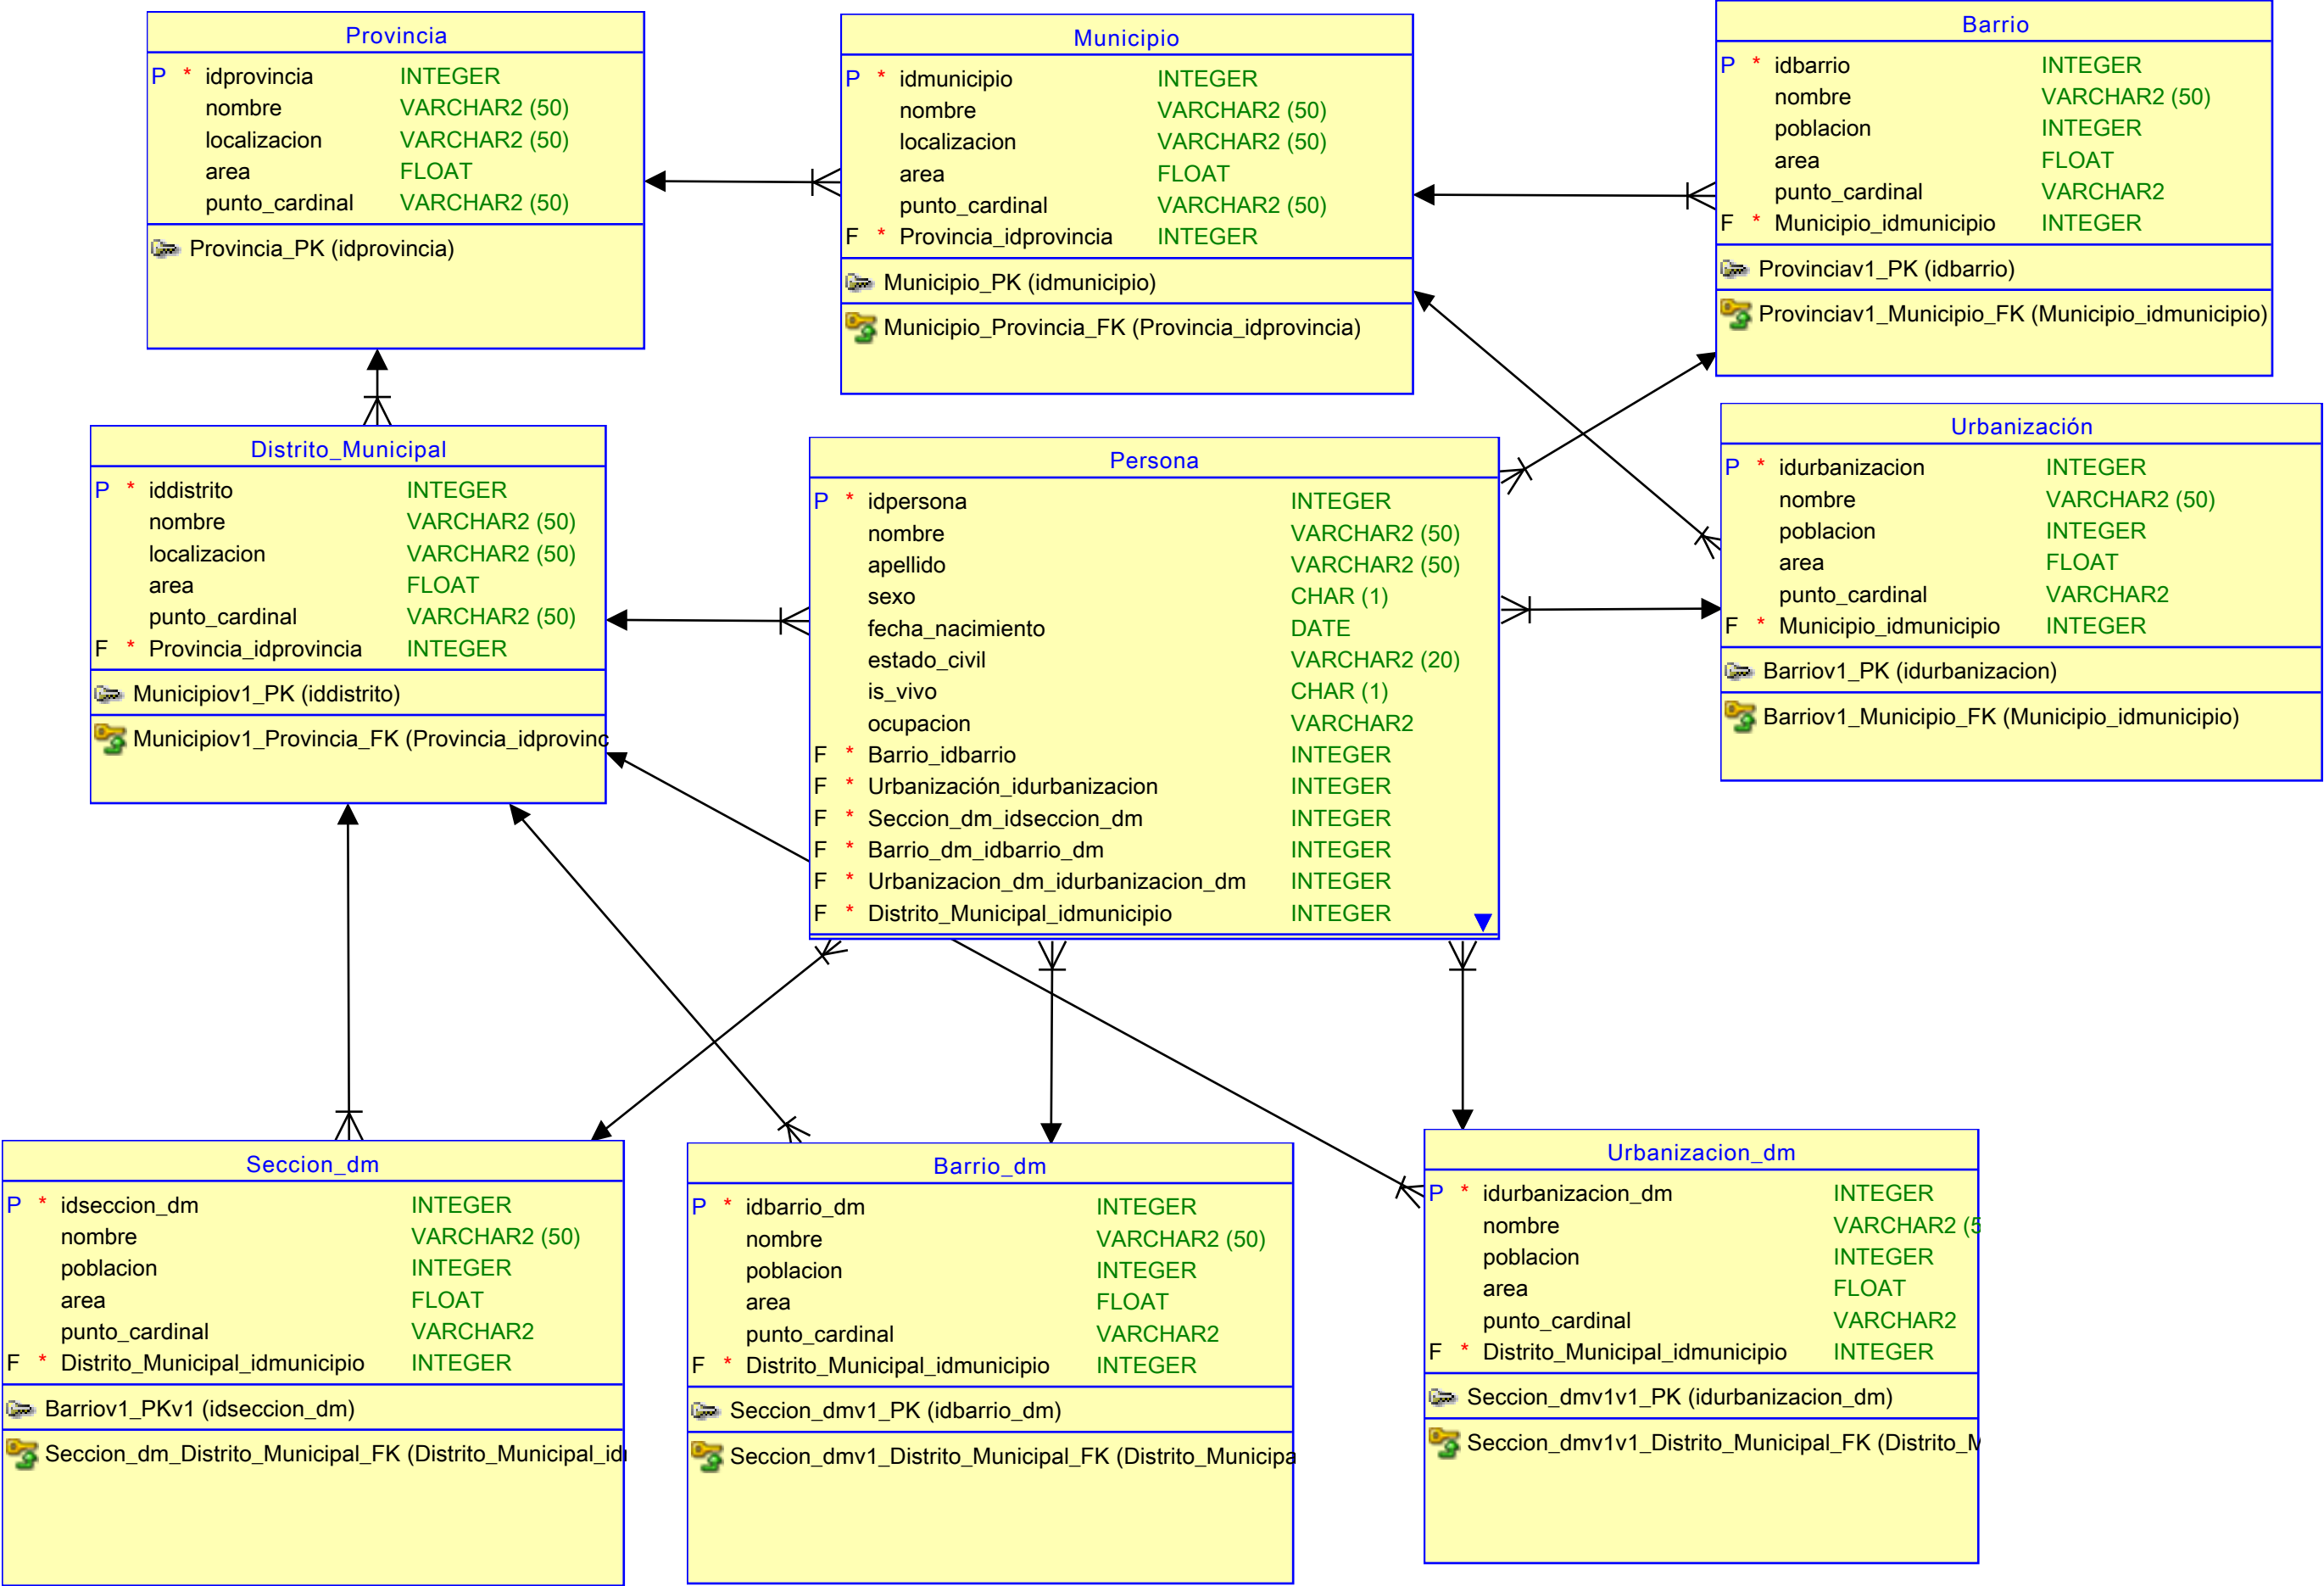 Provincia
P * idprovincia INTEGER
nombre VARCHAR2 (50)
localizacion VARCHAR2 (50)
area FLOAT
punto_cardinal VARCHAR2 (50)
Provincia_PK (idprovincia)
Municipio
P * idmunicipio INTEGER
nombre VARCHAR2 (50)
localizacion VARCHAR2 (50)
area FLOAT
punto_cardinal VARCHAR2 (50)
F * Provincia_idprovincia INTEGER
Municipio_PK (idmunicipio)
Municipio_Provincia_FK (Provincia_idprovincia)
Barrio
P * idbarrio INTEGER
nombre VARCHAR2 (50)
poblacion INTEGER
area FLOAT
punto_cardinal VARCHAR2
F * Municipio_idmunicipio INTEGER
Provinciav1_PK (idbarrio)
Provinciav1_Municipio_FK (Municipio_idmunicipio)
Distrito_Municipal
P * iddistrito INTEGER
nombre VARCHAR2 (50)
localizacion VARCHAR2 (50)
area FLOAT
punto_cardinal VARCHAR2 (50)
F * Provincia_idprovincia INTEGER
Municipiov1_PK (iddistrito)
Municipiov1_Provincia_FK (Provincia_idprovinc
Persona
P * idpersona INTEGER
nombre VARCHAR2 (50)
apellido VARCHAR2 (50)
sexo CHAR (1)
fecha_nacimiento DATE
estado_civil VARCHAR2 (20)
is_vivo CHAR (1)
ocupacion VARCHAR2
F * Barrio_idbarrio INTEGER
F * Urbanización_idurbanizacion INTEGER
F * Seccion_dm_idseccion_dm INTEGER
F * Barrio_dm_idbarrio_dm INTEGER
F * Urbanizacion_dm_idurbanizacion_dm INTEGER
F * Distrito_Municipal_idmunicipio INTEGER
Urbanización
P * idurbanizacion INTEGER
nombre VARCHAR2 (50)
poblacion INTEGER
area FLOAT
punto_cardinal VARCHAR2
F * Municipio_idmunicipio INTEGER
Barriov1_PK (idurbanizacion)
Barriov1_Municipio_FK (Municipio_idmunicipio)
Seccion_dm
P * idseccion_dm INTEGER
nombre VARCHAR2 (50)
poblacion INTEGER
area FLOAT
punto_cardinal VARCHAR2
F * Distrito_Municipal_idmunicipio INTEGER
Barriov1_PKv1 (idseccion_dm)
Seccion_dm_Distrito_Municipal_FK (Distrito_Municipal_idi
Barrio_dm
P * idbarrio_dm INTEGER
nombre VARCHAR2 (50)
poblacion INTEGER
area FLOAT
punto_cardinal VARCHAR2
F * Distrito_Municipal_idmunicipio INTEGER
Seccion_dmv1_PK (idbarrio_dm)
Seccion_dmv1_Distrito_Municipal_FK (Distrito_Municipa
Urbanizacion_dm
P * idurbanizacion_dm INTEGER
nombre VARCHAR2 (5
poblacion INTEGER
area FLOAT
punto_cardinal VARCHAR2
F * Distrito_Municipal_idmunicipio INTEGER
Seccion_dmv1v1_PK (idurbanizacion_dm)
Seccion_dmv1v1_Distrito_Municipal_FK (Distrito_M